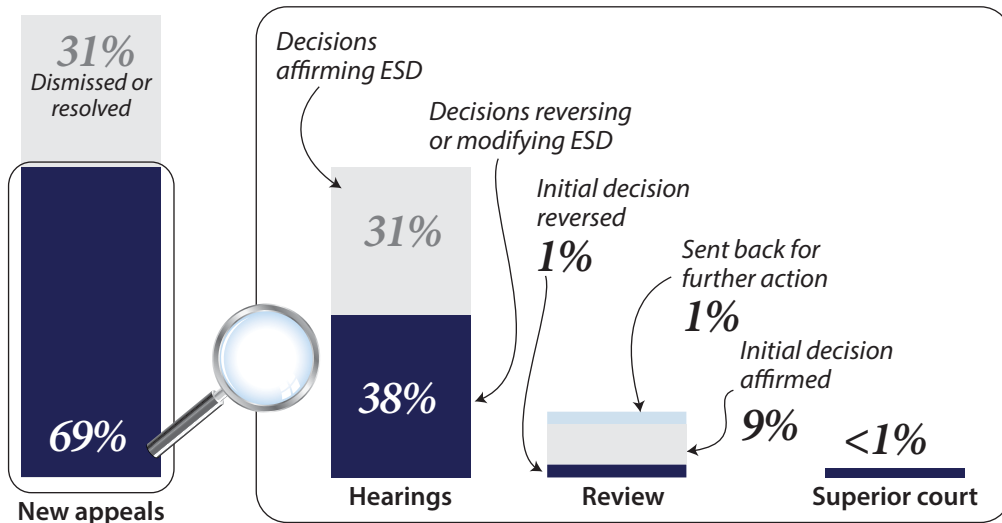 31%
Dismissed or
resolved
69%
New appeals
Decisions
affirming ESD
Decisions reversing
or modifying ESD
31%
38%
Hearings
Initial decision
reversed
1%
Sent back for
further action
1%
Initial decision
affirmed
9%
Review
<1%
Superior court